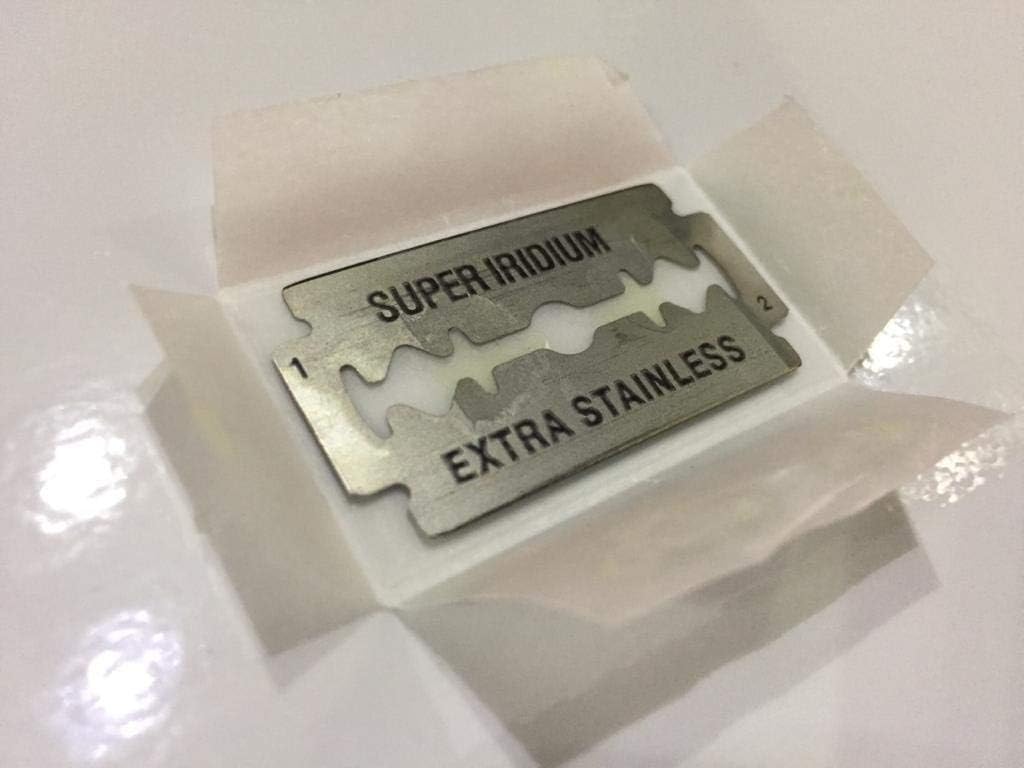 SUPER IRIDIUM
1
2
EXTRA STAINLESS